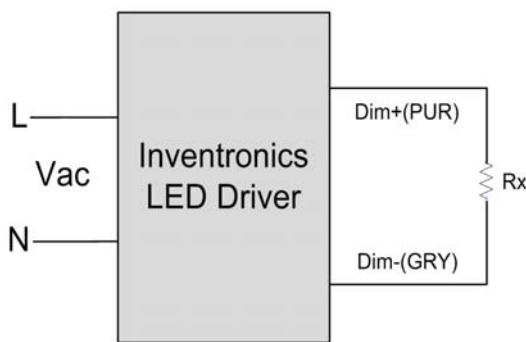 L
Vac
N
Inventronics
LED Driver
Dim+(PUR)
Rx
Dim-(GRY)